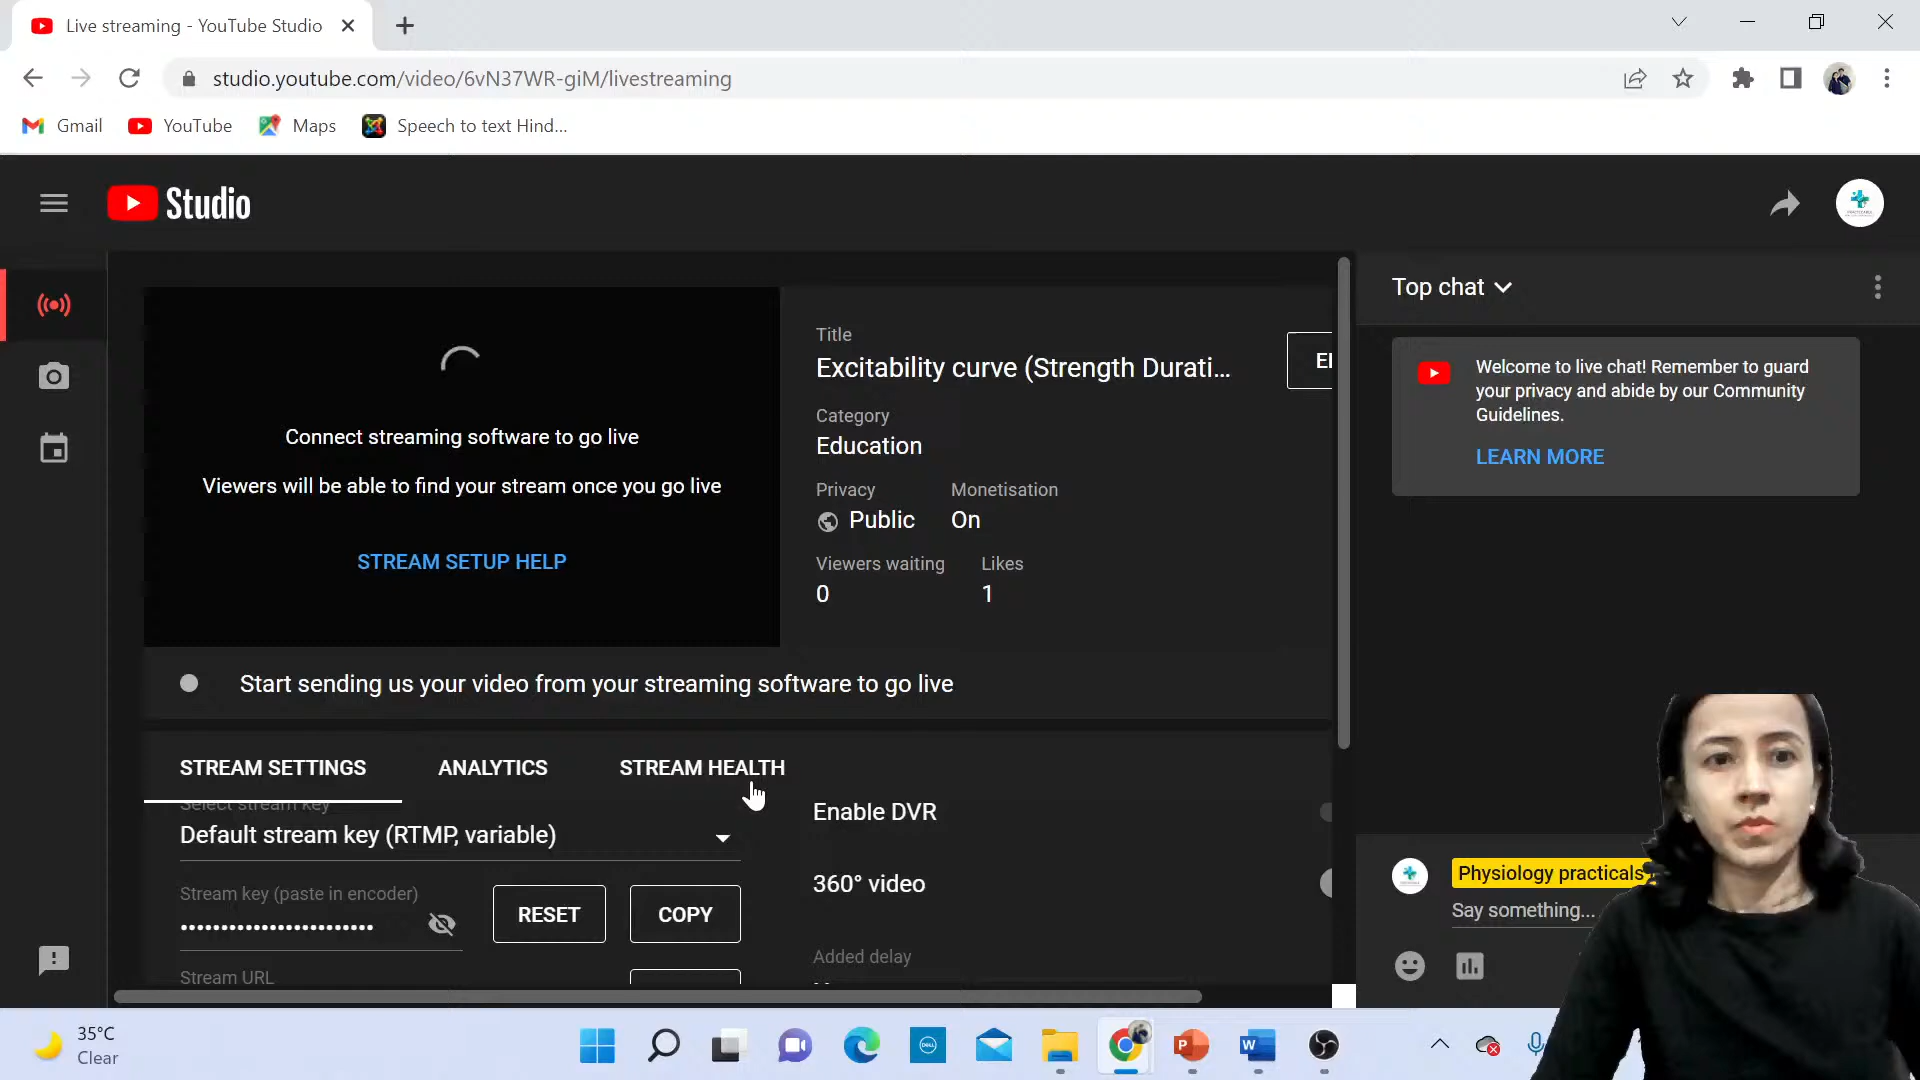 Live streaming - YouTube Studio
studio.youtube.com/video/6vN37WR-giM/livestreaming
Gmail
YouTube
Maps
Speech to text Hind...
Studio
Connect streaming software to go live
Viewers will be able to find your stream once you go live
STREAM SETUP HELP
Title
Excitability curve (Strength Durati...
Category
Education
Privacy
Monetisation
Public
On
Viewers waiting
Likes
0
1
Start sending us your video from your streaming software to go live
STREAM SETTINGS
ANALYTICS
STREAM HEALTH
Select stream key
Default stream key (RTMP, variable)
Stream key (paste in encoder)
RESET
COPY
Stream URL
Enable DVR
360° video
Added delay
Top chat
Welcome to live chat! Remember to guard
your privacy and abide by our Community
Guidelines.
LEARN MORE
Physiology practicals
Say something...
35°C
Clear